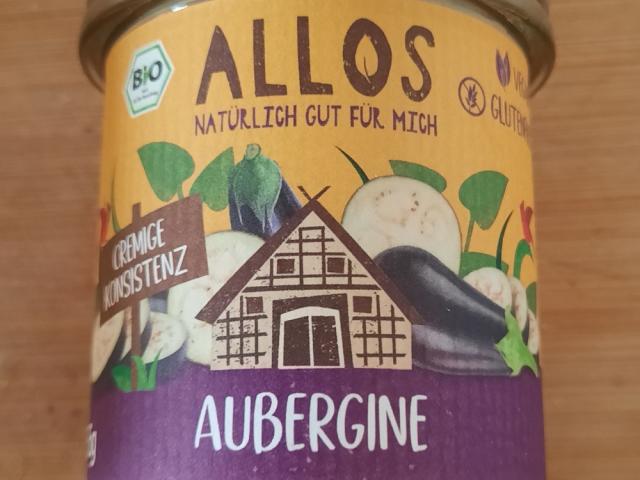 BIO
ALLOS
NATÜRLICH GUT FÜR MICH
CREMIGE
KONSISTENZ
AUBERGINE